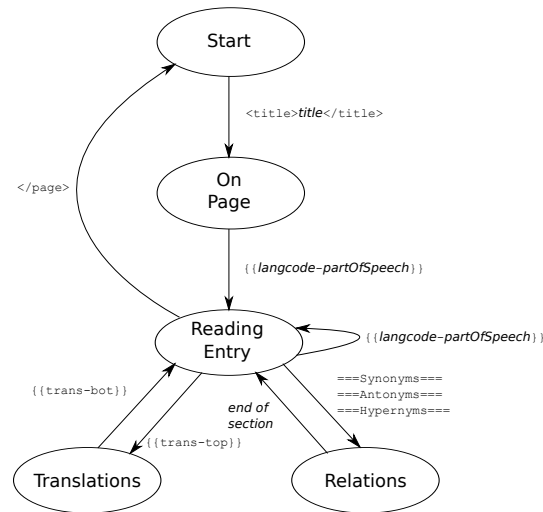 Start
<title>title</title>
On
Page
</page>
{{langcode-partOfSpeech}}
Reading
Entry
{{langcode-partOfSpeech}}
{{trans-bot}}
===Synonyms===
===Antonyms===
===Hypernyms===
end of
section
{{trans-top}}
Translations
Relations